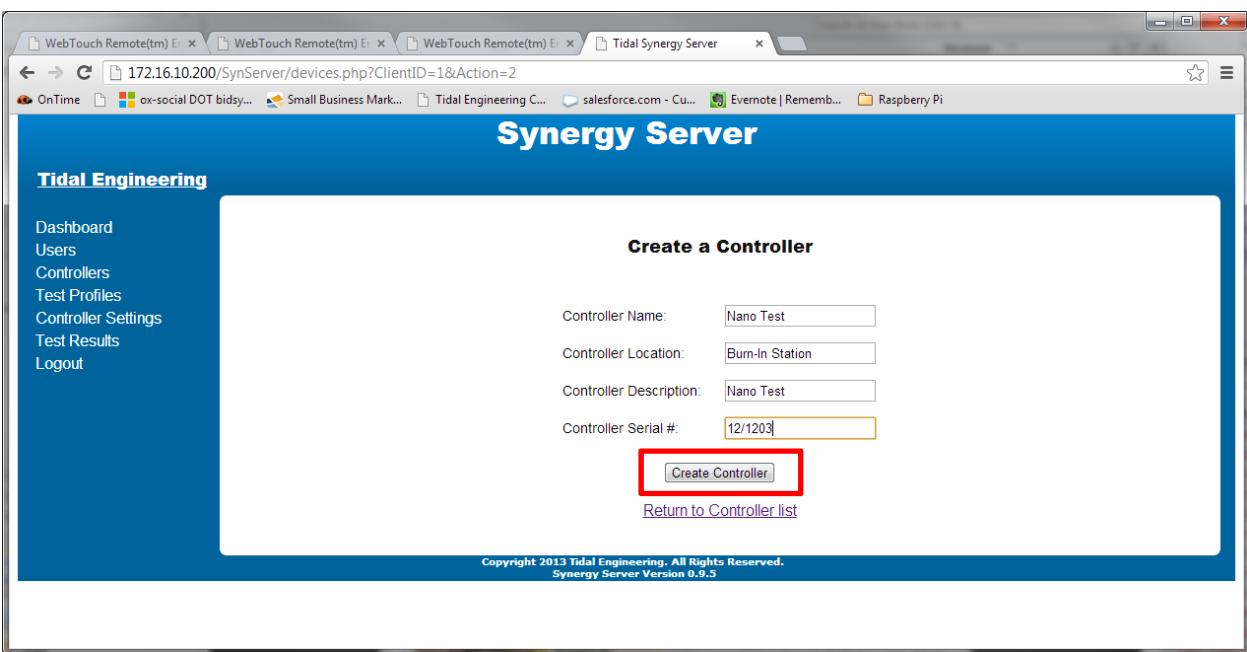 WebTouch Remote(tm) E
WebTouch Remote(tm) E
WebTouch Remote(tm) E
Tidal Synergy Server
172.16.10.200/SynServer/devices.php?ClientID=1&Action=2
OnTime
ox-social DOT bidsy...
Small Business Mark...
Tidal Engineering C...
salesforce.com - Cu...
Evernote | Rememb...
Raspberry Pi
Synergy Server
Tidal Engineering
Dashboard
Users
Controllers
Test Profiles
Controller Settings
Test Results
Logout
Create a Controller
Controller Name: Nano Test
Controller Location: Burn-In Station
Controller Description: Nano Test
Controller Serial #: 12/1203
Create Controller
Return to Controller list
Copyright 2013 Tidal Engineering. All Rights Reserved.
Synergy Server Version 0.9.5